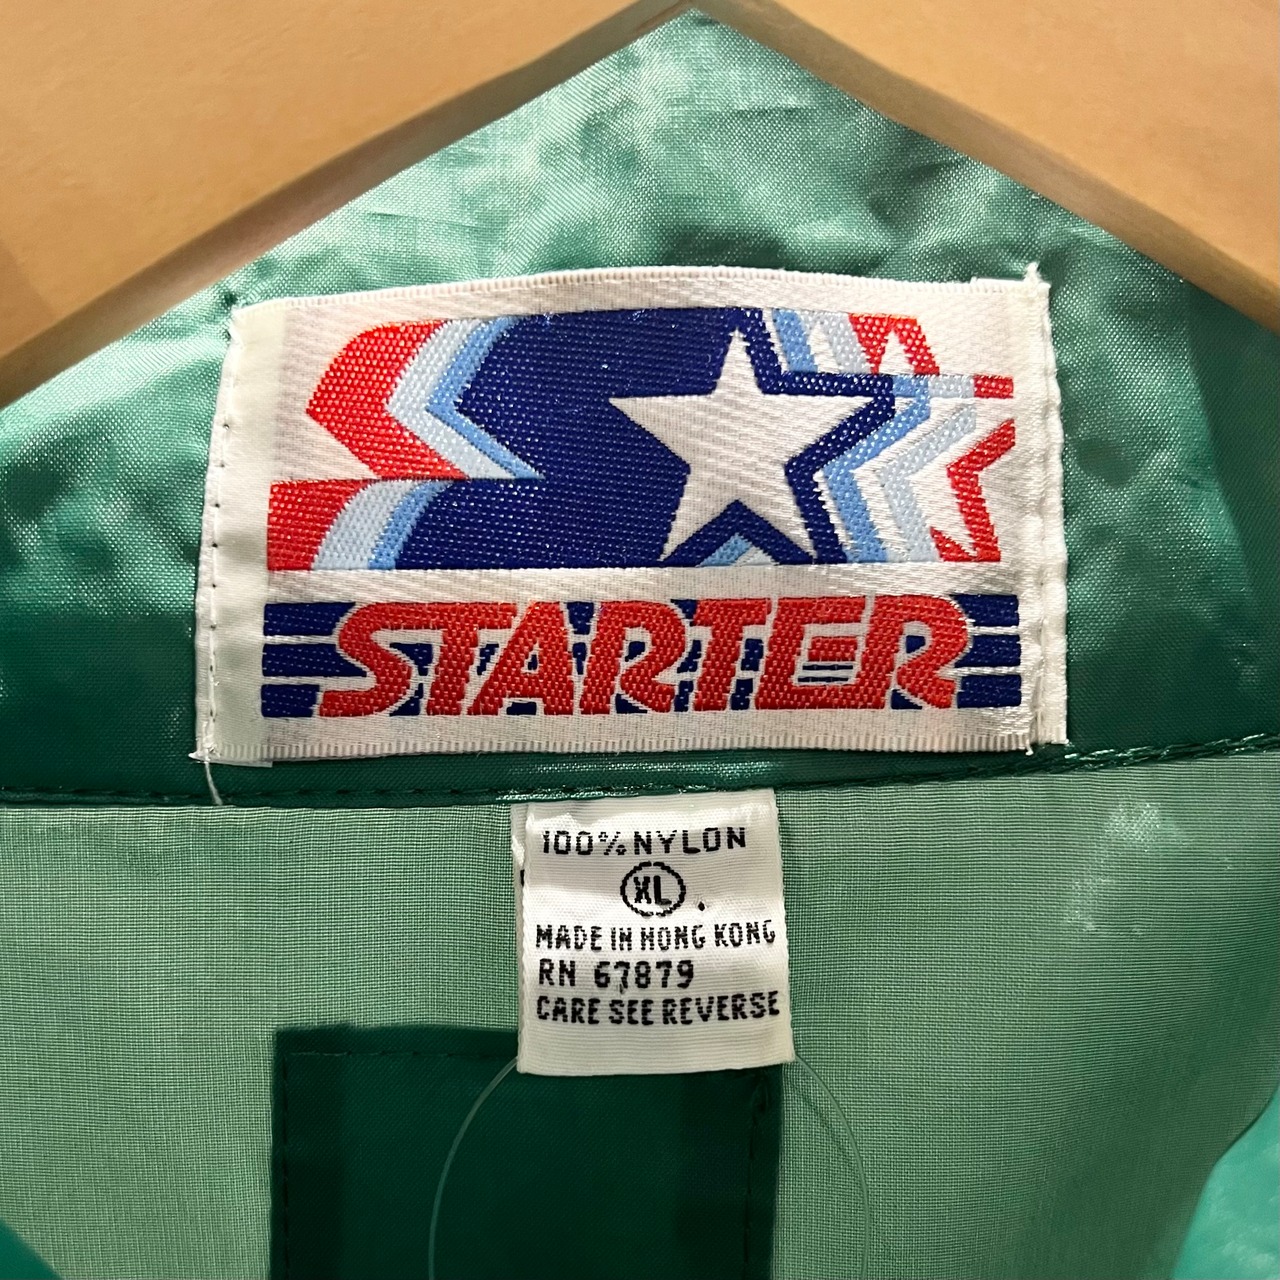 STARTER
100% NYLON
XL
MADE IN HONG KONG
RN 67879
CARE SEE REVERSE